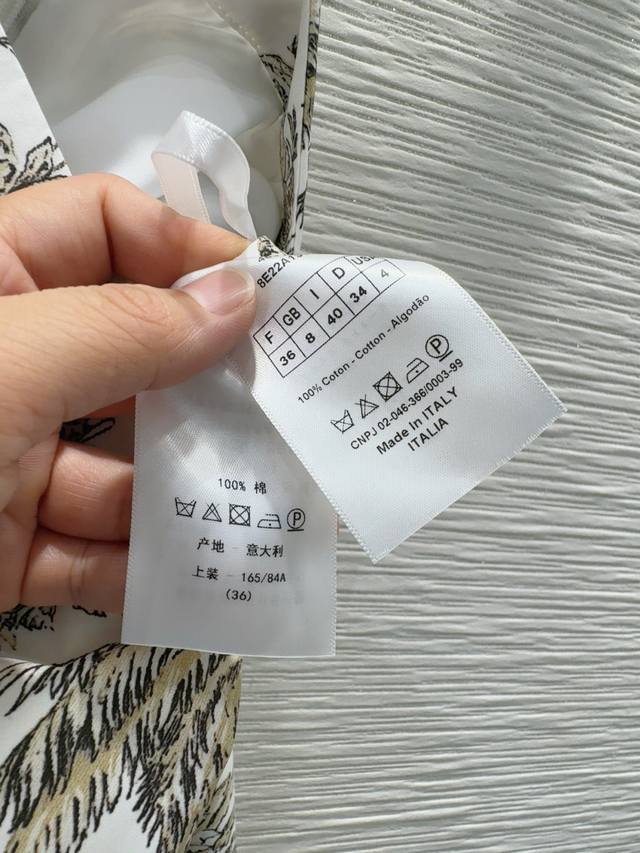 8E22A1
F GB I D US
36 8 40 34 4
100% Coton - Cotton - Algodão
CNPJ 02-046-366/0003-99
Made In ITALY
ITALIA
100% 棉
P
产地 - 意大利
上装 - 165/84A
(36)